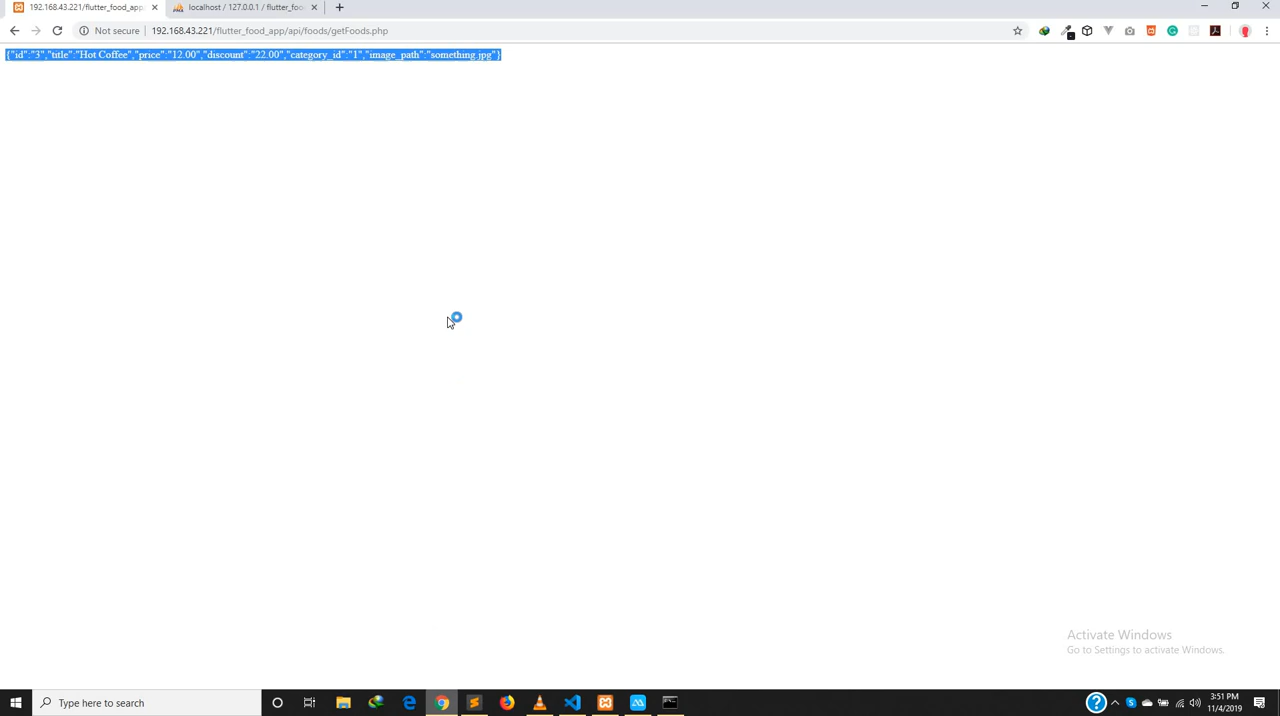 192.168.43.221/flutter_food_app
localhost / 127.0.0.1 / flutter_foo
Not secure
192.168.43.221/flutter_food_app/api/foods/getFoods.php
{"id":"3","title":"Hot Coffee","price":"12.00","discount":"22.00","category_id":"1","image_path":"something.jpg"}
Activate Windows
Go to Settings to activate Windows.
Type here to search
3:51 PM
11/4/2019